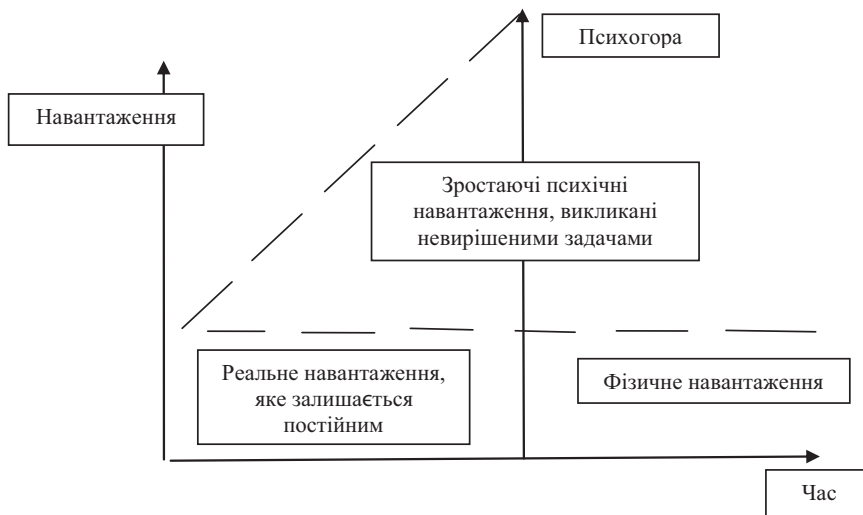 Психогора
Навантаження
Зростаючі психічні
навантаження, викликані
невирішеними задачами
Реальне навантаження,
яке залишається
постійним
Фізичне навантаження
Час